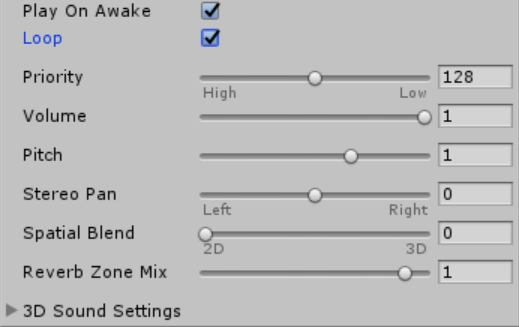 Play On Awake
Loop
Priority 128
High Low
Volume 1
Pitch 1
Stereo Pan 0
Left Right
Spatial Blend 0
2D 3D
Reverb Zone Mix 1
3D Sound Settings